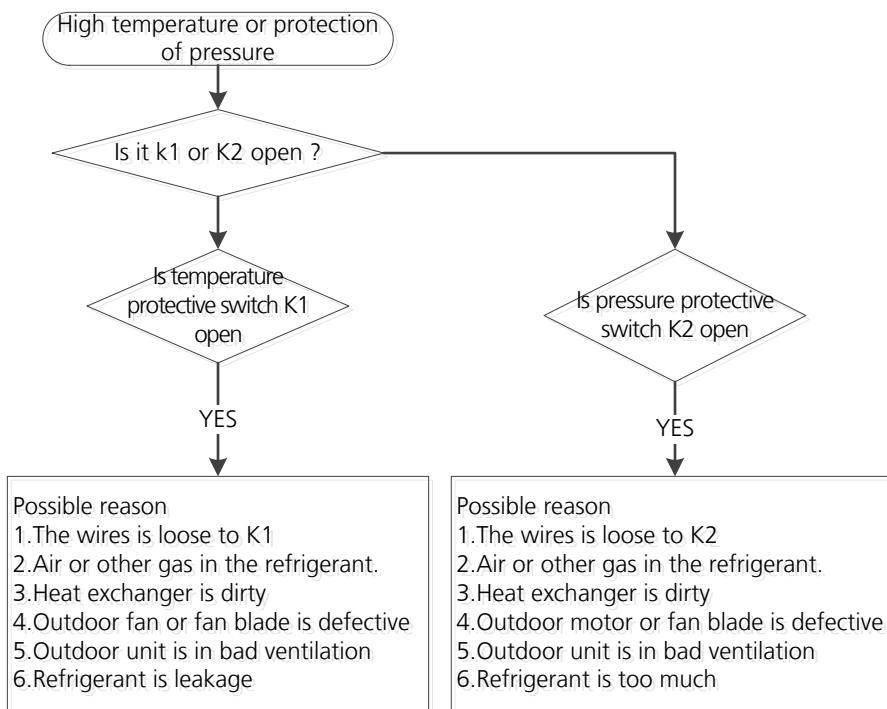 High temperature or protection
of pressure
Is it k1 or K2 open ?
Is temperature
protective switch K1
open
Is pressure protective
switch K2 open
YES
YES
Possible reason
1.The wires is loose to K1
2.Air or other gas in the refrigerant.
3.Heat exchanger is dirty
4.Outdoor fan or fan blade is defective
5.Outdoor unit is in bad ventilation
6.Refrigerant is leakage
Possible reason
1.The wires is loose to K2
2.Air or other gas in the refrigerant.
3.Heat exchanger is dirty
4.Outdoor motor or fan blade is defective
5.Outdoor unit is in bad ventilation
6.Refrigerant is too much